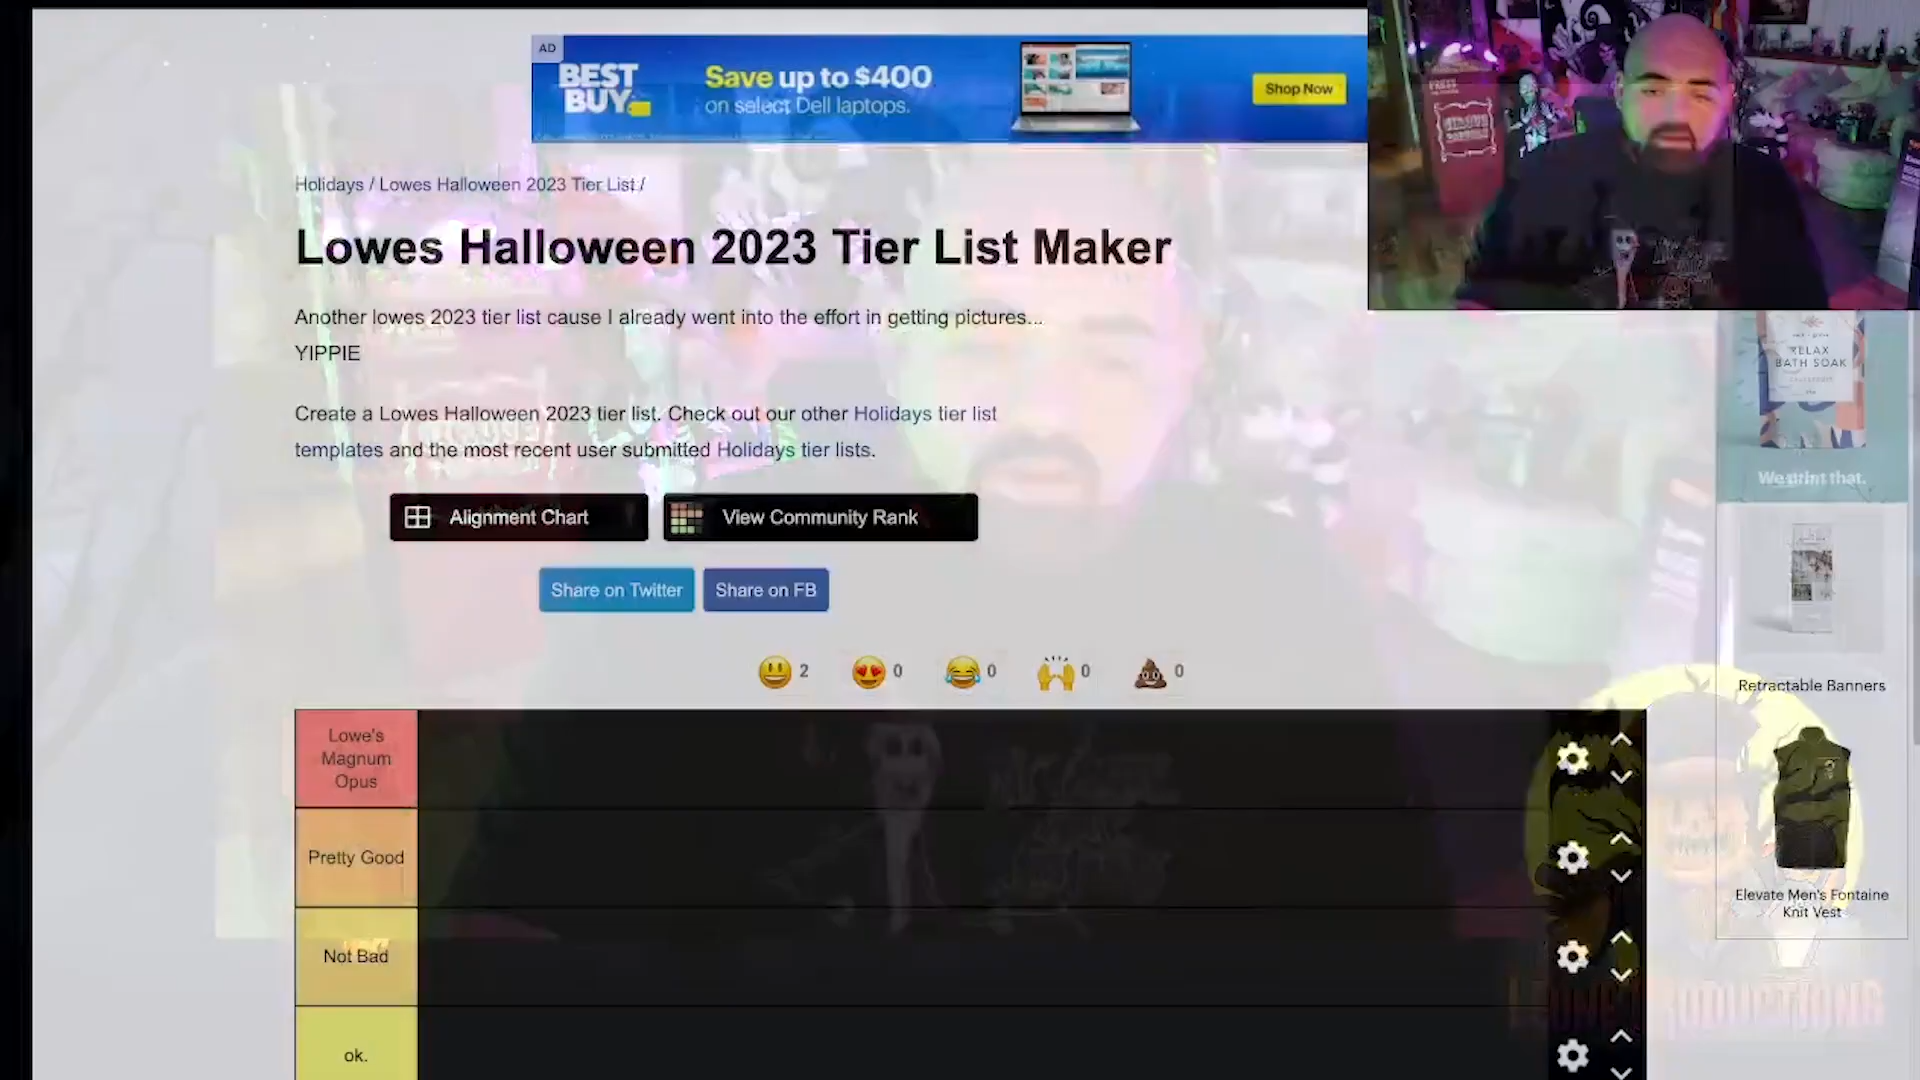 AD
BEST
BUY
Save up to $400
on select Dell laptops.
Shop Now
Holidays / Lowes Halloween 2023 Tier List /
Lowes Halloween 2023 Tier List Maker
Another lowes 2023 tier list cause I already went into the effort in getting pictures...
YIPPIE
Create a Lowes Halloween 2023 tier list. Check out our other Holidays tier list
templates and the most recent user submitted Holidays tier lists.
Alignment Chart
View Community Rank
Share on Twitter
Share on FB
2
0
0
0
0
Lowe's
Magnum
Opus
Pretty Good
Not Bad
ok.
RELAX
BATH SOAK
We print that.
Retractable Banners
Elevate Men's Fontaine
Knit Vest
PRODUCTIONS